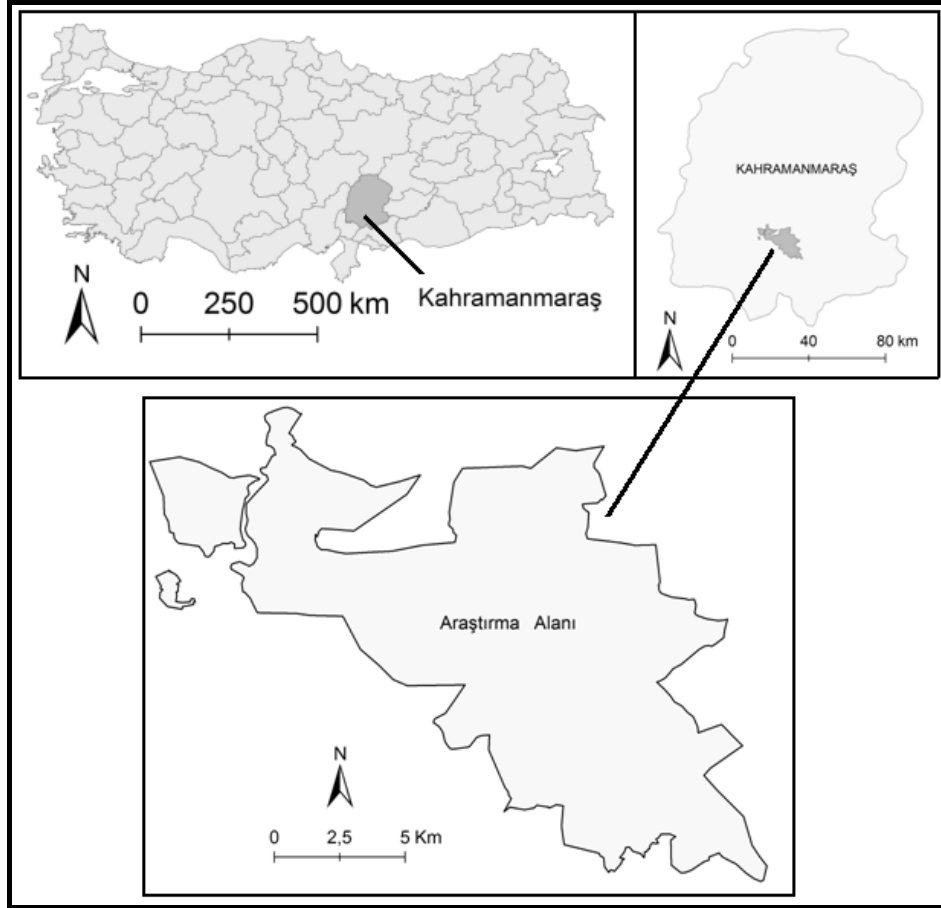 N
0 250 500 km
Kahramanmaraş
KAHRAMANMARAŞ
N
0 40 80 km
Araştırma Alanı
N
0 2,5 5 Km